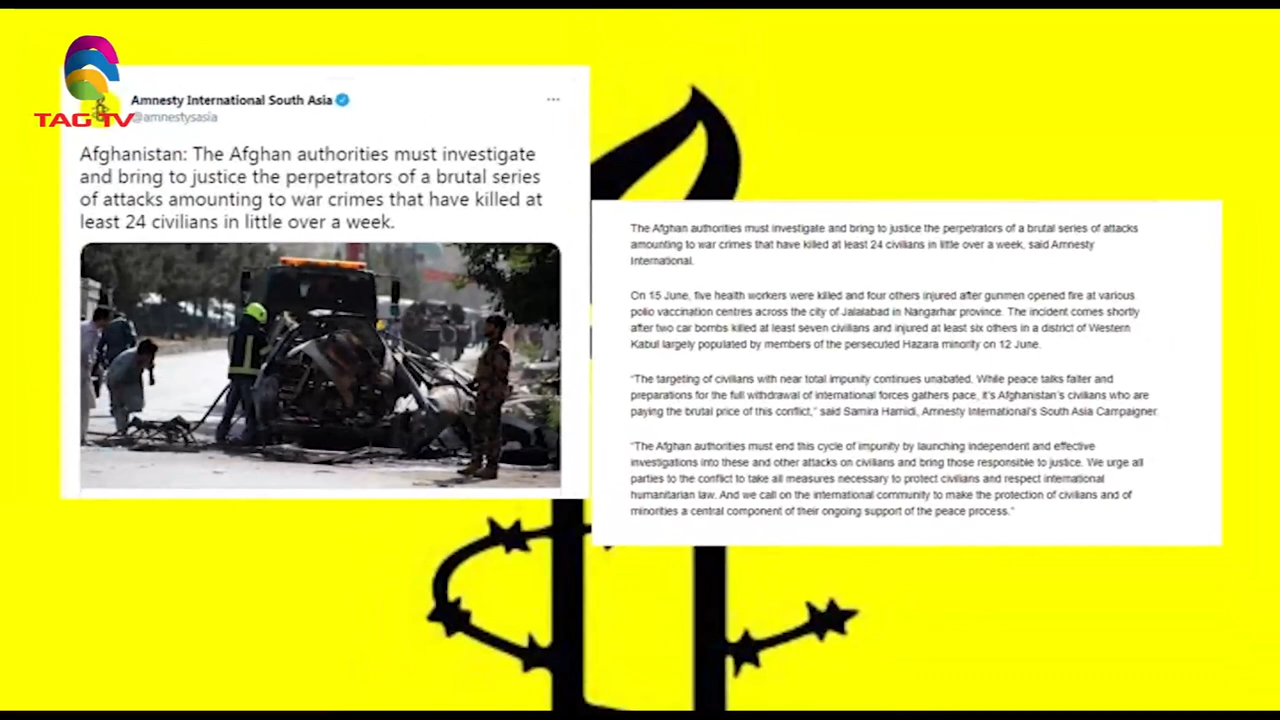 TAG TV
Amnesty International South Asia
@amnestysasia
Afghanistan: The Afghan authorities must investigate
and bring to justice the perpetrators of a brutal series
of attacks amounting to war crimes that have killed at
least 24 civilians in little over a week.
The Afghan authorities must investigate and bring to justice the perpetrators of a brutal series of attacks
amounting to war crimes that have killed at least 24 civilians in little over a week, said Amnesty
International.
On 15 June, five health workers were killed and four others injured after gunmen opened fire at various
polio vaccination centres across the city of Jalalabad in Nangarhar province. The incident comes shortly
after two car bombs killed at least seven civilians and injured at least six others in a district of Western
Kabul largely populated by members of the persecuted Hazara minority on 12 June.
“The targeting of civilians with near total impunity continues unabated. While peace talks falter and
preparations for the full withdrawal of international forces gathers pace, it’s Afghanistan’s civilians who are
paying the brutal price of this conflict,” said Samira Hamidi, Amnesty International’s South Asia Campaigner.
“The Afghan authorities must end this cycle of impunity by launching independent and effective
investigations into these and other attacks on civilians and bring those responsible to justice. We urge all
parties to the conflict to take all measures necessary to protect civilians and respect international
humanitarian law. And we call on the international community to make the protection of civilians and of
minorities a central component of their ongoing support of the peace process.”